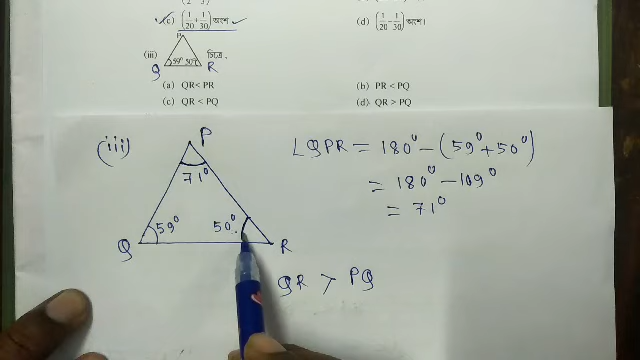 (c) (1/20 + 1/30) অংশ
(d) (1/20 - 1/30) অংশ।
(iii)
P
59° 50°
Q R
চিত্রে,
(a) QR < PR
(b) PR < PQ
(c) QR < PQ
(d) QR > PQ
(iii)
P
71°
59°
50°
Q
R
∠QPR = 180° - (59° + 50°)
= 180° - 109°
= 71°
QR > PQ